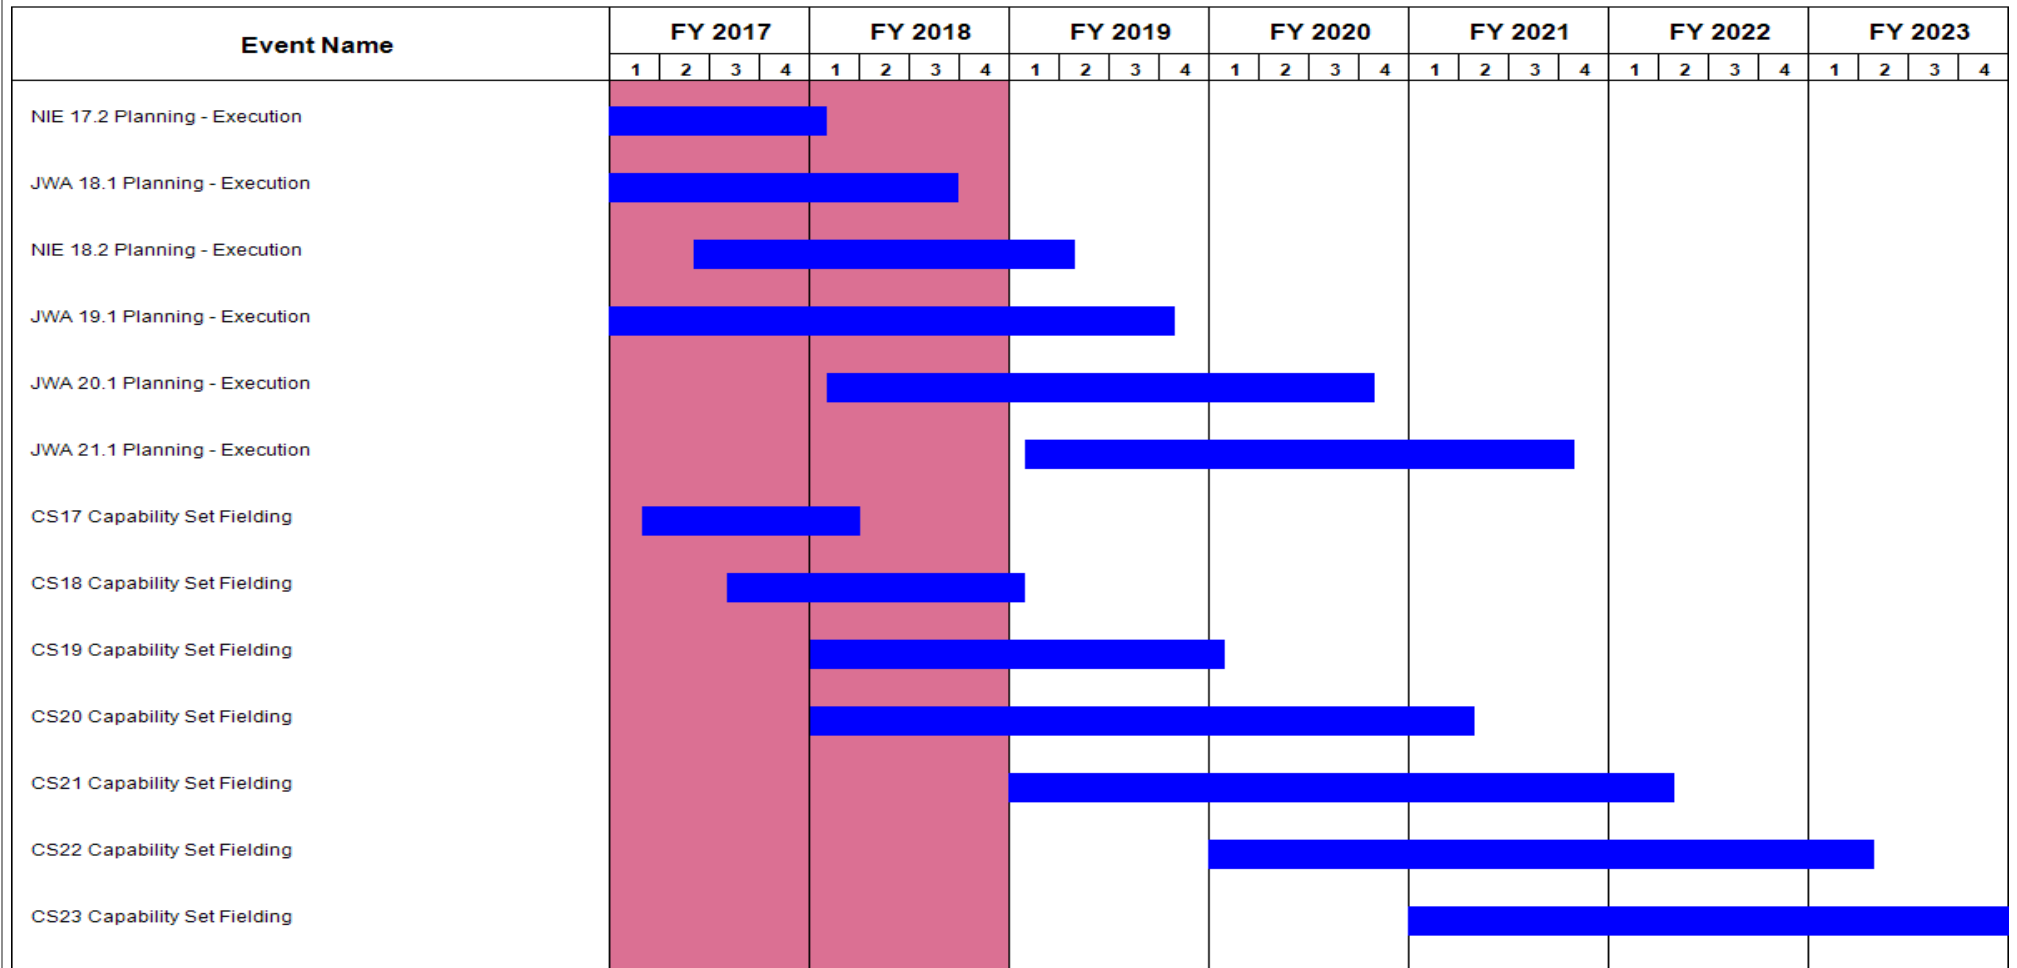 Event Name
FY 2017 FY 2018 FY 2019 FY 2020 FY 2021 FY 2022 FY 2023
1 2 3 4 1 2 3 4 1 2 3 4 1 2 3 4 1 2 3 4 1 2 3 4 1 2 3 4
NIE 17.2 Planning - Execution
JWA 18.1 Planning - Execution
NIE 18.2 Planning - Execution
JWA 19.1 Planning - Execution
JWA 20.1 Planning - Execution
JWA 21.1 Planning - Execution
CS17 Capability Set Fielding
CS18 Capability Set Fielding
CS19 Capability Set Fielding
CS20 Capability Set Fielding
CS21 Capability Set Fielding
CS22 Capability Set Fielding
CS23 Capability Set Fielding